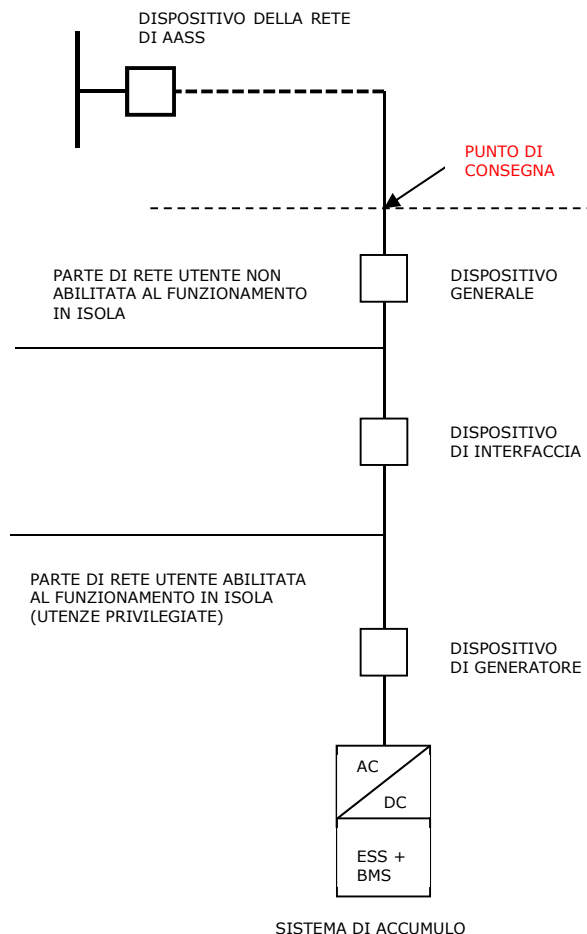 DISPOSITIVO DELLA RETE
DI AASS
PUNTO DI
CONSEGNA
PARTE DI RETE UTENTE NON
ABILITATA AL FUNZIONAMENTO
IN ISOLA
DISPOSITIVO
GENERALE
DISPOSITIVO
DI INTERFACCIA
PARTE DI RETE UTENTE ABILITATA
AL FUNZIONAMENTO IN ISOLA
(UTENZE PRIVILEGIATE)
DISPOSITIVO
DI GENERATORE
AC
DC
ESS +
BMS
SISTEMA DI ACCUMULO